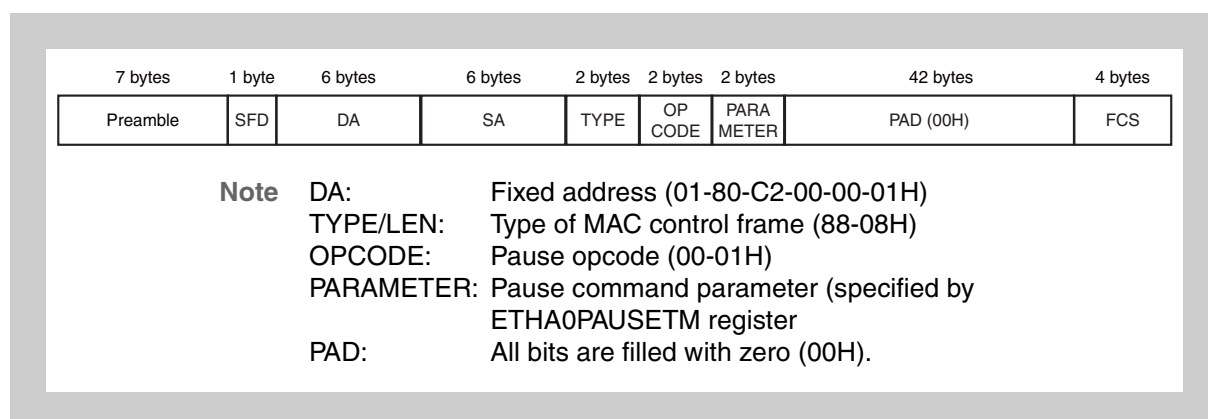 7 bytes 1 byte 6 bytes 6 bytes 2 bytes 2 bytes 2 bytes 42 bytes 4 bytes
Preamble SFD DA SA TYPE OP CODE PARA METER PAD (00H) FCS
Note DA: Fixed address (01-80-C2-00-00-01H)
TYPE/LEN: Type of MAC control frame (88-08H)
OPCODE: Pause opcode (00-01H)
PARAMETER: Pause command parameter (specified by
ETHA0PAUSETM register
PAD: All bits are filled with zero (00H).